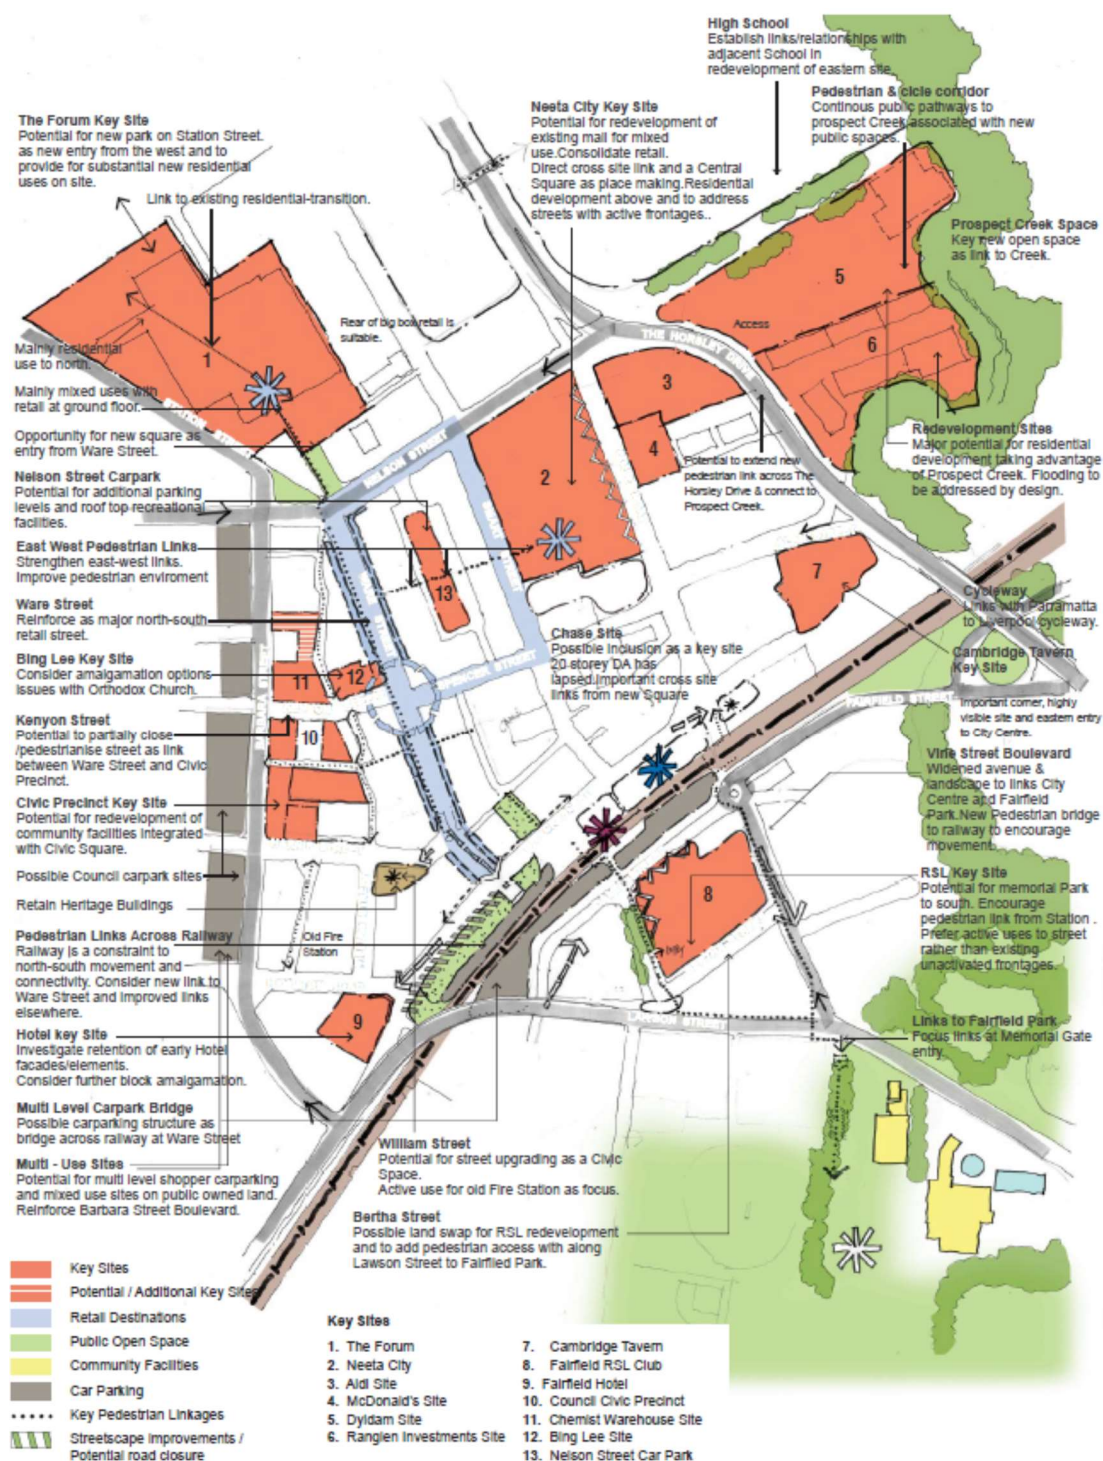 High School
Establish links/relationships with
adjacent School in
redevelopment of eastern site.
Pedestrian & cicle corridor
Continous public pathways to
prospect Creek associated with new
public spaces.
The Forum Key Site
Potential for new park on Station Street.
as new entry from the west and to
provide for substantial new residential
uses on site.
Link to existing residential-transition.
Neeta City Key Site
Potential for redevelopment of
existing mall for mixed
use.Consolidate retail.
Direct cross site link and a Central
Square as place making.Residential
development above and to address
streets with active frontages..
Prospect Creek Space
Key new open space
as link to Creek.
Rear of big box retail is
suitable.
Access
THE HORSLEY DRIVE
Mainly residential
use to north.
Mainly mixed uses with
retail at ground floor.
STATION STREET
Opportunity for new square as
entry from Ware Street.
Nelson Street Carpark
Potential for additional parking
levels and roof top recreational
facilities.
East West Pedestrian Links
Strengthen east-west links.
Improve pedestrian enviroment
Ware Street
Reinforce as major north-south
retail street.
Bing Lee Key Site
Consider amalgamation options
issues with Orthodox Church.
Kenyon Street
Potential to partially close
/pedestrianise street as link
between Ware Street and Civic
Precinct.
Civic Precinct Key Site
Potential for redevelopment of
community facilities integrated
with Civic Square.
Possible Council carpark sites
Retain Heritage Buildings
Pedestrian Links Across Railway
Railway is a constraint to
north-south movement and
connectivity. Consider new link to
Ware Street and improved links
elsewhere.
Hotel key Site
Investigate retention of early Hotel
facades/elements.
Consider further block amalgamation.
Multi Level Carpark Bridge
Possible carparking structure as
bridge across railway at Ware Street
Multi - Use Sites
Potential for multi level shopper carparking
and mixed use sites on public owned land.
Reinforce Barbara Street Boulevard.
1
2
3
4
5
6
7
8
9
10
11
12
13
STREET
SPENCER STREET
FAIRFIELD STREET
LAWSON STREET
Old Fire
Station
Potential to extend new
pedestrian link across The
Horsley Drive & connect to
Prospect Creek.
Redevelopment Sites
Major potential for residential
development taking advantage
of Prospect Creek. Flooding to
be addressed by design.
Chase Site
Possible inclusion as a key site
20 storey DA has
lapsed.Important cross site
links from new Square
Cycleway
Links with Parramatta
to Liverpool cycleway.
Cambridge Tavern
Key Site
Important corner, highly
visible site and eastern entry
to City Centre.
Vine Street Boulevard
Widened avenue &
landscape to links City
Centre and Fairfield
Park.New Pedestrian bridge
to railway to encourage
movement.
RSL Key Site
Potential for memorial Park
to south. Encourage
pedestrian link from Station .
Prefer active uses to street
rather than existing
unactivated frontages.
Links to Fairfield Park
Focus links at Memorial Gate
entry.
William Street
Potential for street upgrading as a Civic
Space.
Active use for old Fire Station as focus.
Bertha Street
Possible land swap for RSL redevelopment
and to add pedestrian access with along
Lawson Street to Fairflied Park.
Key Sites
Potential / Additional Key Sites
Retail Destinations
Public Open Space
Community Facilities
Car Parking
Key Pedestrian Linkages
Streetscape Improvements /
Potential road closure
Key Sites
1. The Forum
2. Neeta City
3. Aldi Site
4. McDonald's Site
5. Dyldam Site
6. Ranglen Investments Site
7. Cambridge Tavern
8. Fairfield RSL Club
9. Fairfield Hotel
10. Council Civic Precinct
11. Chemist Warehouse Site
12. Bing Lee Site
13. Nelson Street Car Park